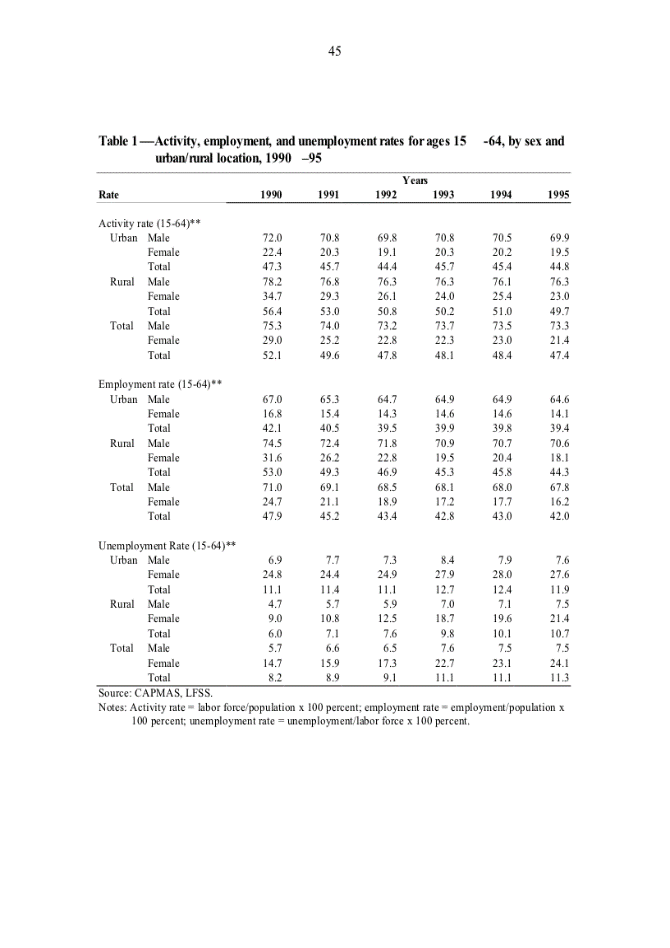 45
Table 1 —Activity, employment, and unemployment rates for ages 15 -64, by sex and
urban/rural location, 1990 –95
Years
Rate 1990 1991 1992 1993 1994 1995
Activity rate (15-64)**
Urban Male 72.0 70.8 69.8 70.8 70.5 69.9
Female 22.4 20.3 19.1 20.3 20.2 19.5
Total 47.3 45.7 44.4 45.7 45.4 44.8
Rural Male 78.2 76.8 76.3 76.3 76.1 76.3
Female 34.7 29.3 26.1 24.0 25.4 23.0
Total 56.4 53.0 50.8 50.2 51.0 49.7
Total Male 75.3 74.0 73.2 73.7 73.5 73.3
Female 29.0 25.2 22.8 22.3 23.0 21.4
Total 52.1 49.6 47.8 48.1 48.4 47.4
Employment rate (15-64)**
Urban Male 67.0 65.3 64.7 64.9 64.9 64.6
Female 16.8 15.4 14.3 14.6 14.6 14.1
Total 42.1 40.5 39.5 39.9 39.8 39.4
Rural Male 74.5 72.4 71.8 70.9 70.7 70.6
Female 31.6 26.2 22.8 19.5 20.4 18.1
Total 53.0 49.3 46.9 45.3 45.8 44.3
Total Male 71.0 69.1 68.5 68.1 68.0 67.8
Female 24.7 21.1 18.9 17.2 17.7 16.2
Total 47.9 45.2 43.4 42.8 43.0 42.0
Unemployment Rate (15-64)**
Urban Male 6.9 7.7 7.3 8.4 7.9 7.6
Female 24.8 24.4 24.9 27.9 28.0 27.6
Total 11.1 11.4 11.1 12.7 12.4 11.9
Rural Male 4.7 5.7 5.9 7.0 7.1 7.5
Female 9.0 10.8 12.5 18.7 19.6 21.4
Total 6.0 7.1 7.6 9.8 10.1 10.7
Total Male 5.7 6.6 6.5 7.6 7.5 7.5
Female 14.7 15.9 17.3 22.7 23.1 24.1
Total 8.2 8.9 9.1 11.1 11.1 11.3
Source: CAPMAS, LFSS.
Notes: Activity rate = labor force/population x 100 percent; employment rate = employment/population x
100 percent; unemployment rate = unemployment/labor force x 100 percent.